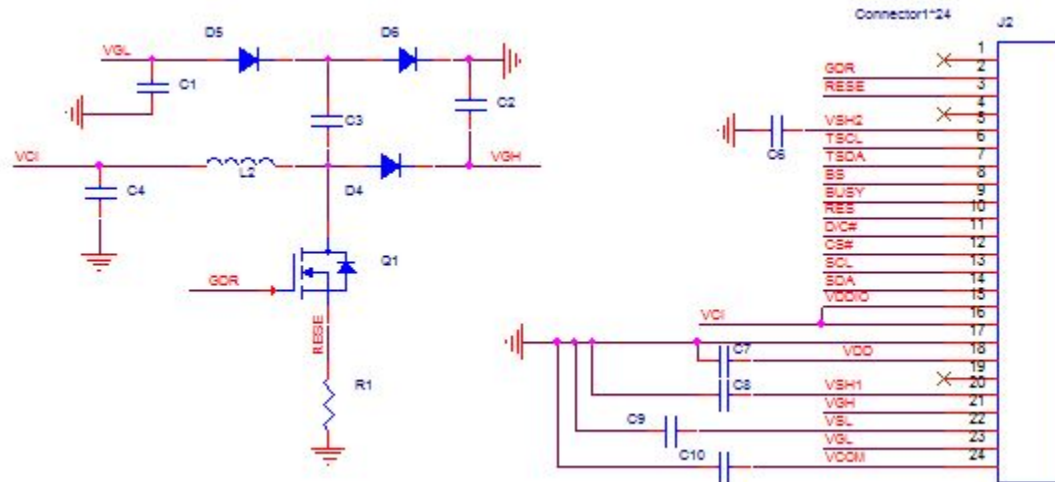 Connector1*24
J2
D5
D6
VGL
C1
C2
C3
VCI
L2
D4
VGH
C4
Q1
GDR
RESE
R1
1
GDR
2
RESE
3
4
5
VSH2
C6
6
TSCL
7
TSDA
8
BS
9
BUSY
10
RES
11
D/C#
12
CS#
13
SCL
14
SDA
15
VDDIO
16
VCI
17
C7
VDD
18
19
C8
VSH1
20
VGH
21
C9
VSL
22
VGL
23
C10
VCOM
24